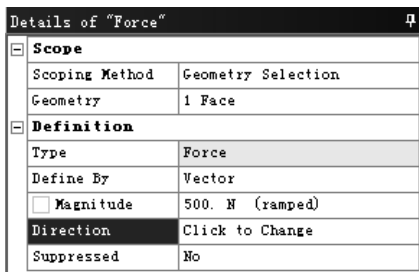 Details of "Force"
Scope
Scoping Method Geometry Selection
Geometry 1 Face
Definition
Type Force
Define By Vector
Magnitude 500. N (ramped)
Direction Click to Change
Suppressed No